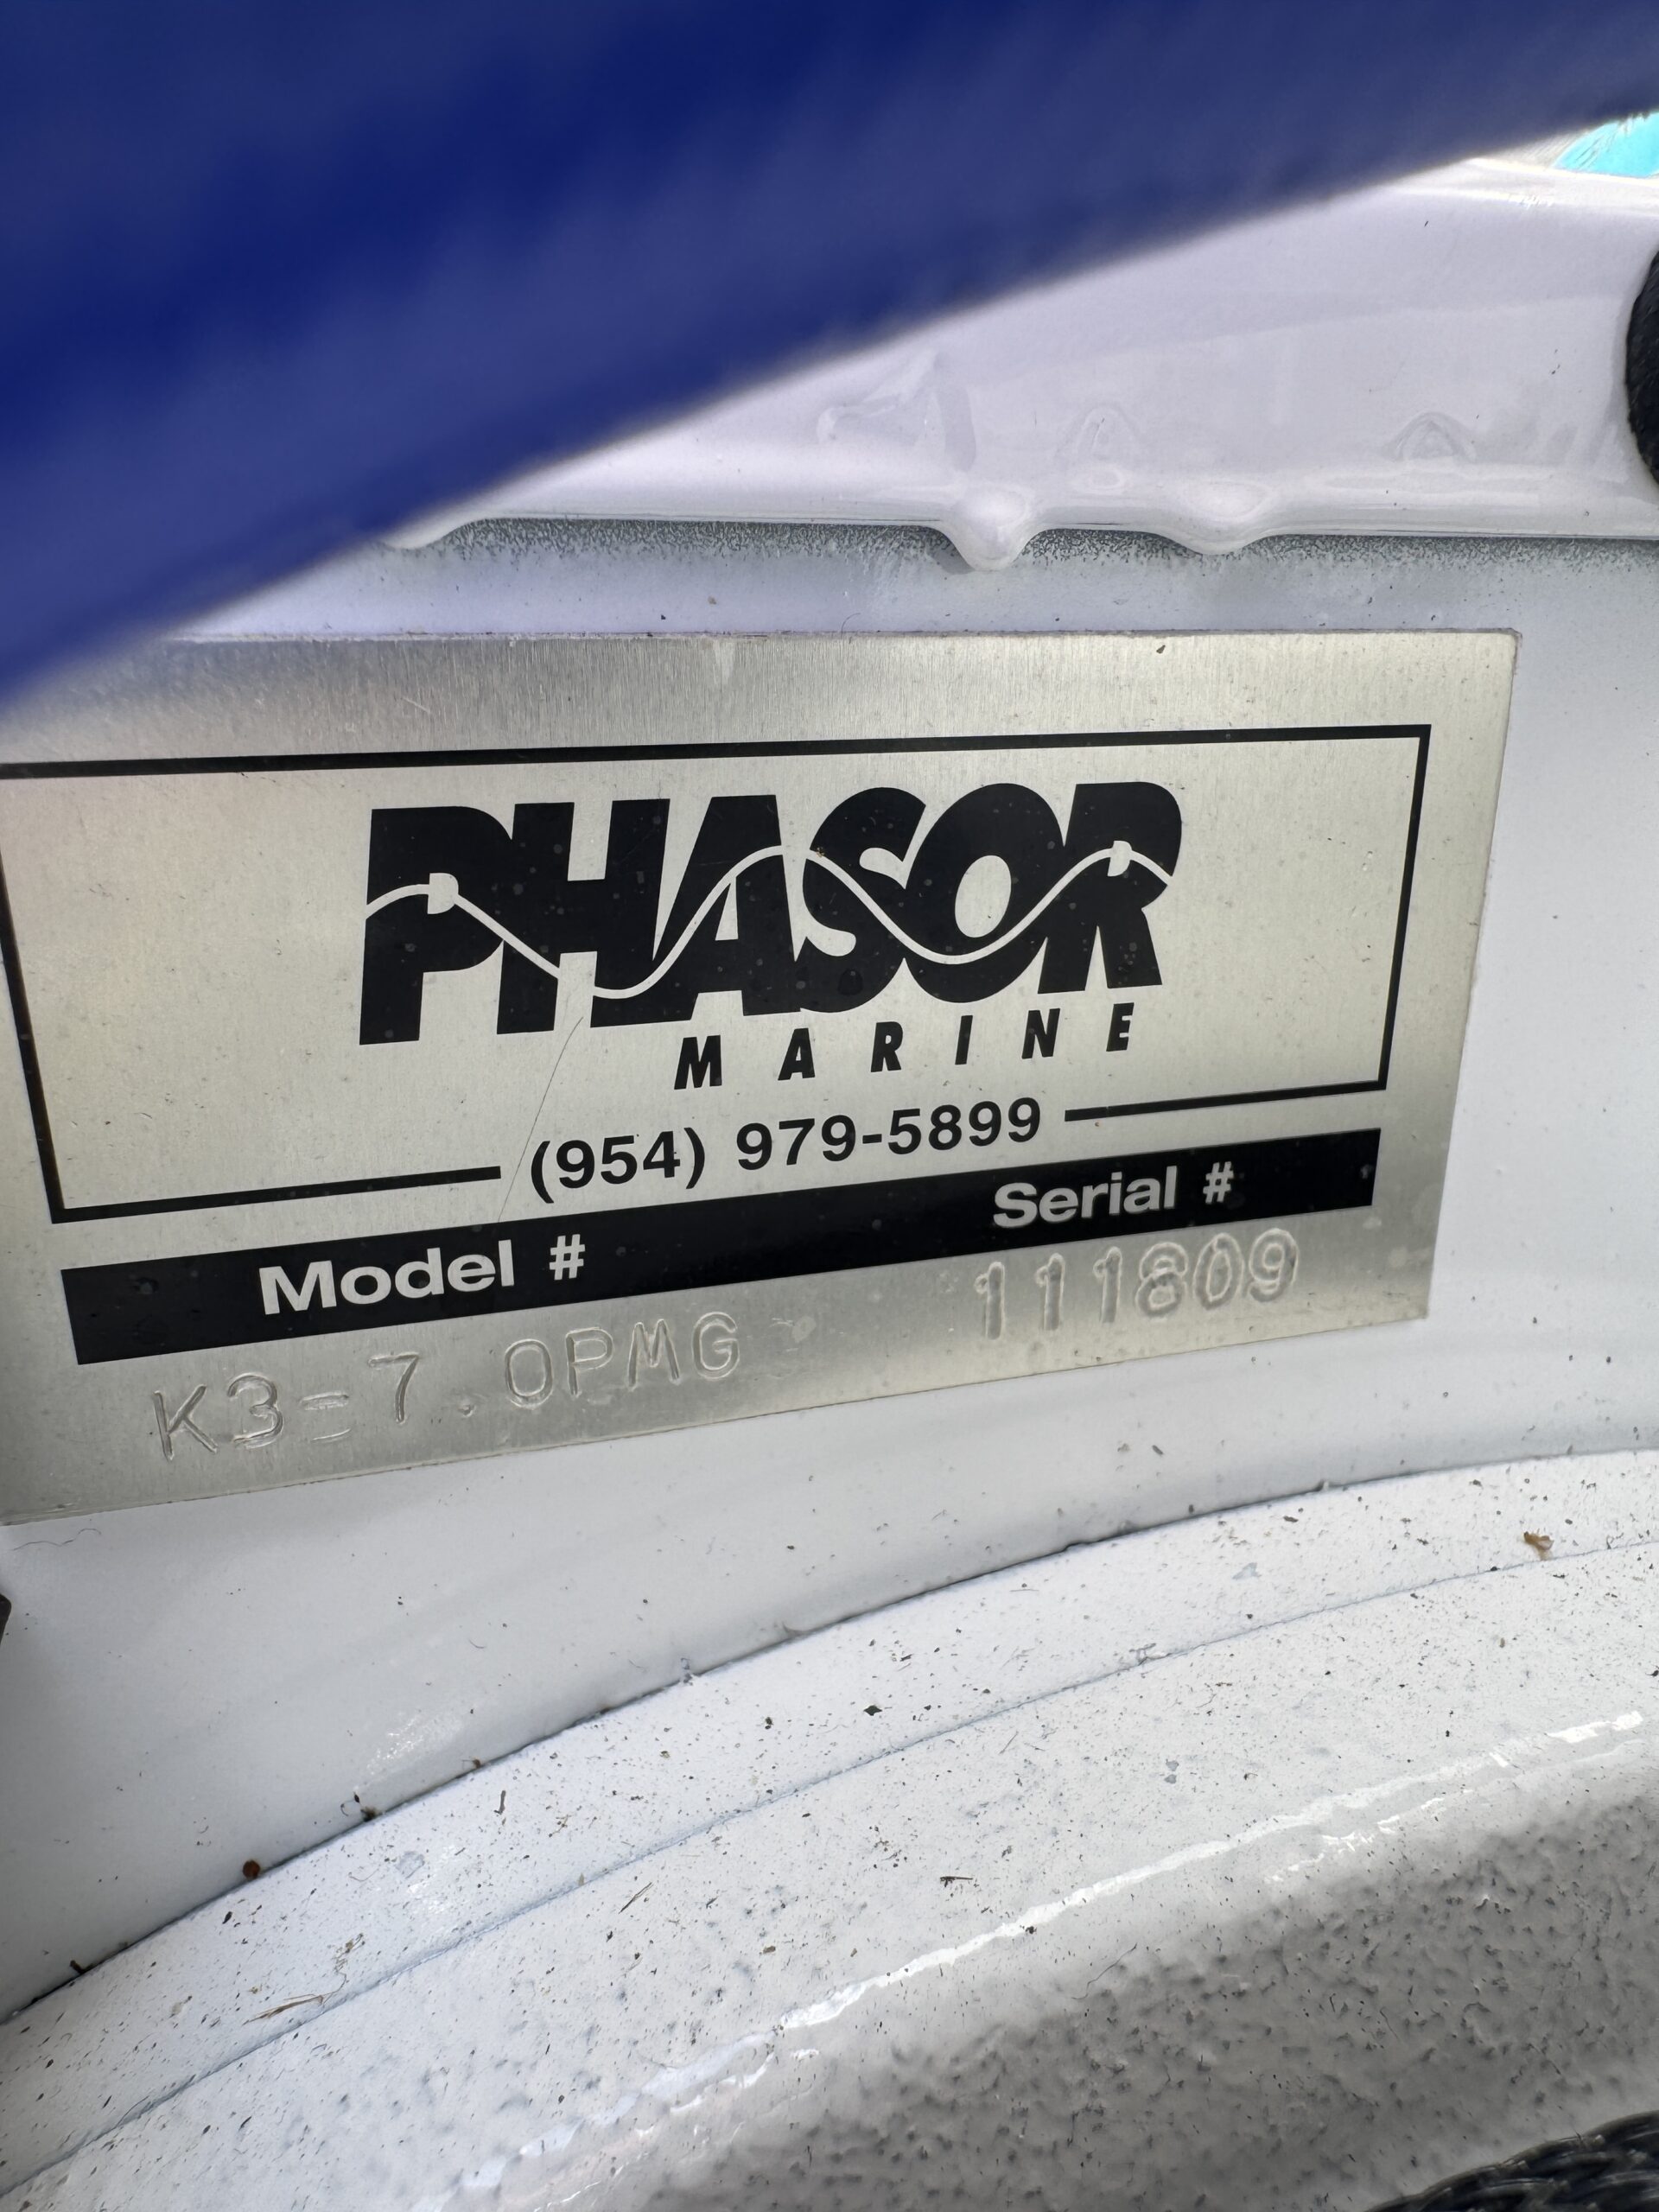 PHASOR
MARINE
(954) 979-5899
Model # Serial #
K3-7.0PMG 111809